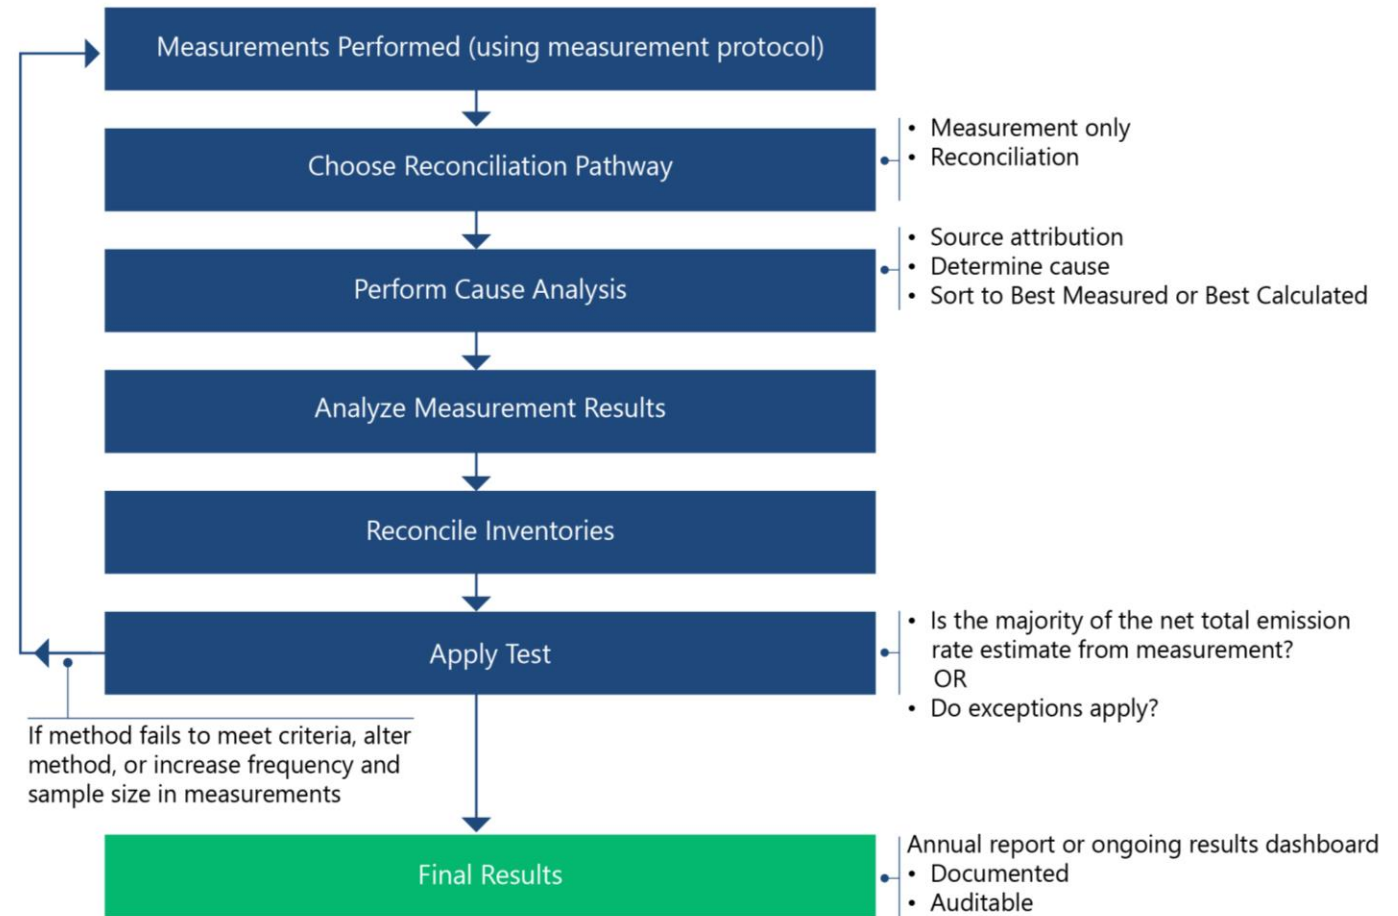 Measurements Performed (using measurement protocol)
Choose Reconciliation Pathway
• Measurement only
• Reconciliation
Perform Cause Analysis
• Source attribution
• Determine cause
• Sort to Best Measured or Best Calculated
Analyze Measurement Results
Reconcile Inventories
Apply Test
• Is the majority of the net total emission
rate estimate from measurement?
OR
• Do exceptions apply?
If method fails to meet criteria, alter
method, or increase frequency and
sample size in measurements
Final Results
Annual report or ongoing results dashboard
• Documented
• Auditable